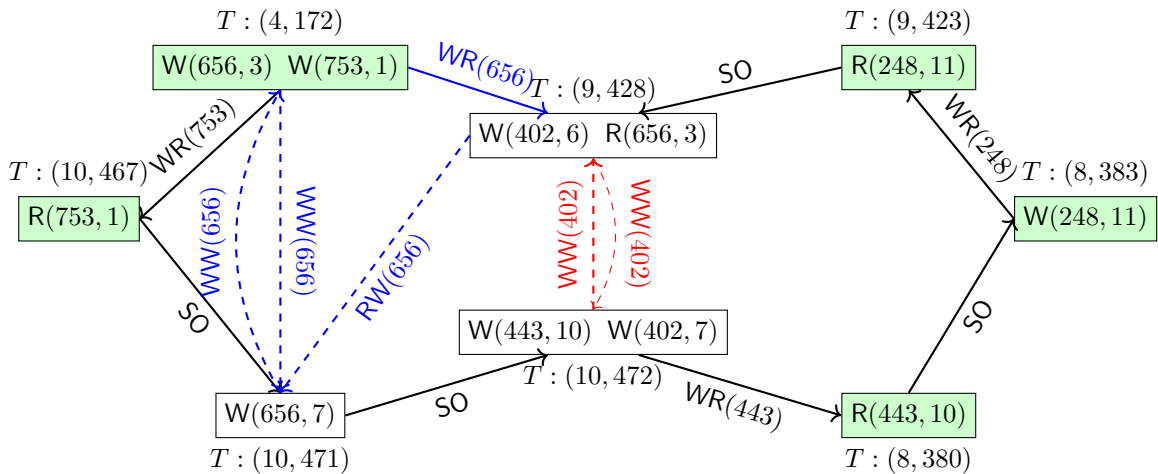 T : (4, 172)
T : (9, 423)
W(656, 3) W(753, 1)
WR(656)
SO
R(248, 11)
T : (9, 428)
W(402, 6) R(656, 3)
WR(753)
WR(248)
T : (10, 467)
T : (8, 383)
R(753, 1)
WW(656)
WW(656)
WW(402)
WW(402)
W(248, 11)
RW(656)
SO
SO
W(443, 10) W(402, 7)
T : (10, 472)
W(656, 7)
SO
WR(443)
R(443, 10)
T : (10, 471)
T : (8, 380)